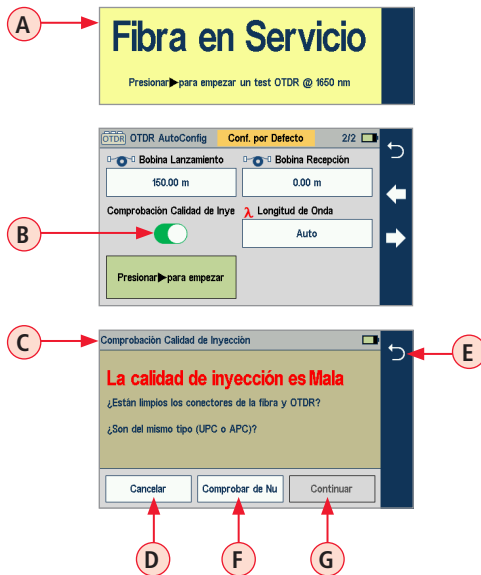 A
Fibra en Servicio
Presionar▶para empezar un test OTDR @ 1650 nm
OTDR OTDR AutoConfig Conf. por Defecto 2/2
Bobina Lanzamiento Bobina Recepción
150.00 m 0.00 m
Comprobación Calidad de Inye λ Longitud de Onda
B
Auto
Presionar▶para empezar
C
Comprobación Calidad de Inyección
E
La calidad de inyección es Mala
¿Están limpios los conectores de la fibra y OTDR?
¿Son del mismo tipo (UPC o APC)?
Cancelar Comprobar de Nu Continuar
D F G